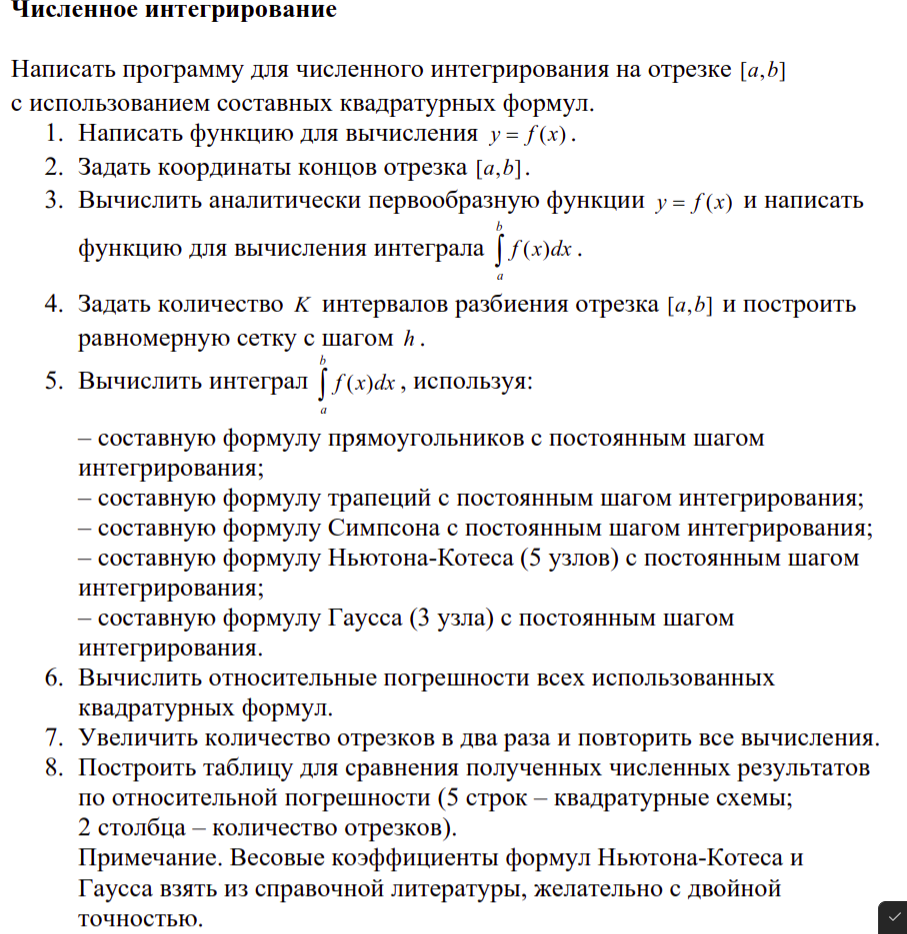 Численное интегрирование
Написать программу для численного интегрирования на отрезке [a,b]
с использованием составных квадратурных формул.
1. Написать функцию для вычисления y = f(x).
2. Задать координаты концов отрезка [a,b].
3. Вычислить аналитически первообразную функции y = f(x) и написать
функцию для вычисления интеграла ∫_a^b f(x)dx.
4. Задать количество K интервалов разбиения отрезка [a,b] и построить
равномерную сетку с шагом h.
5. Вычислить интеграл ∫_a^b f(x)dx, используя:
– составную формулу прямоугольников с постоянным шагом
интегрирования;
– составную формулу трапеций с постоянным шагом интегрирования;
– составную формулу Симпсона с постоянным шагом интегрирования;
– составную формулу Ньютона-Котеса (5 узлов) с постоянным шагом
интегрирования;
– составную формулу Гаусса (3 узла) с постоянным шагом
интегрирования.
6. Вычислить относительные погрешности всех использованных
квадратурных формул.
7. Увеличить количество отрезков в два раза и повторить все вычисления.
8. Построить таблицу для сравнения полученных численных результатов
по относительной погрешности (5 строк – квадратурные схемы;
2 столбца – количество отрезков).
Примечание. Весовые коэффициенты формул Ньютона-Котеса и
Гаусса взять из справочной литературы, желательно с двойной
точностью.